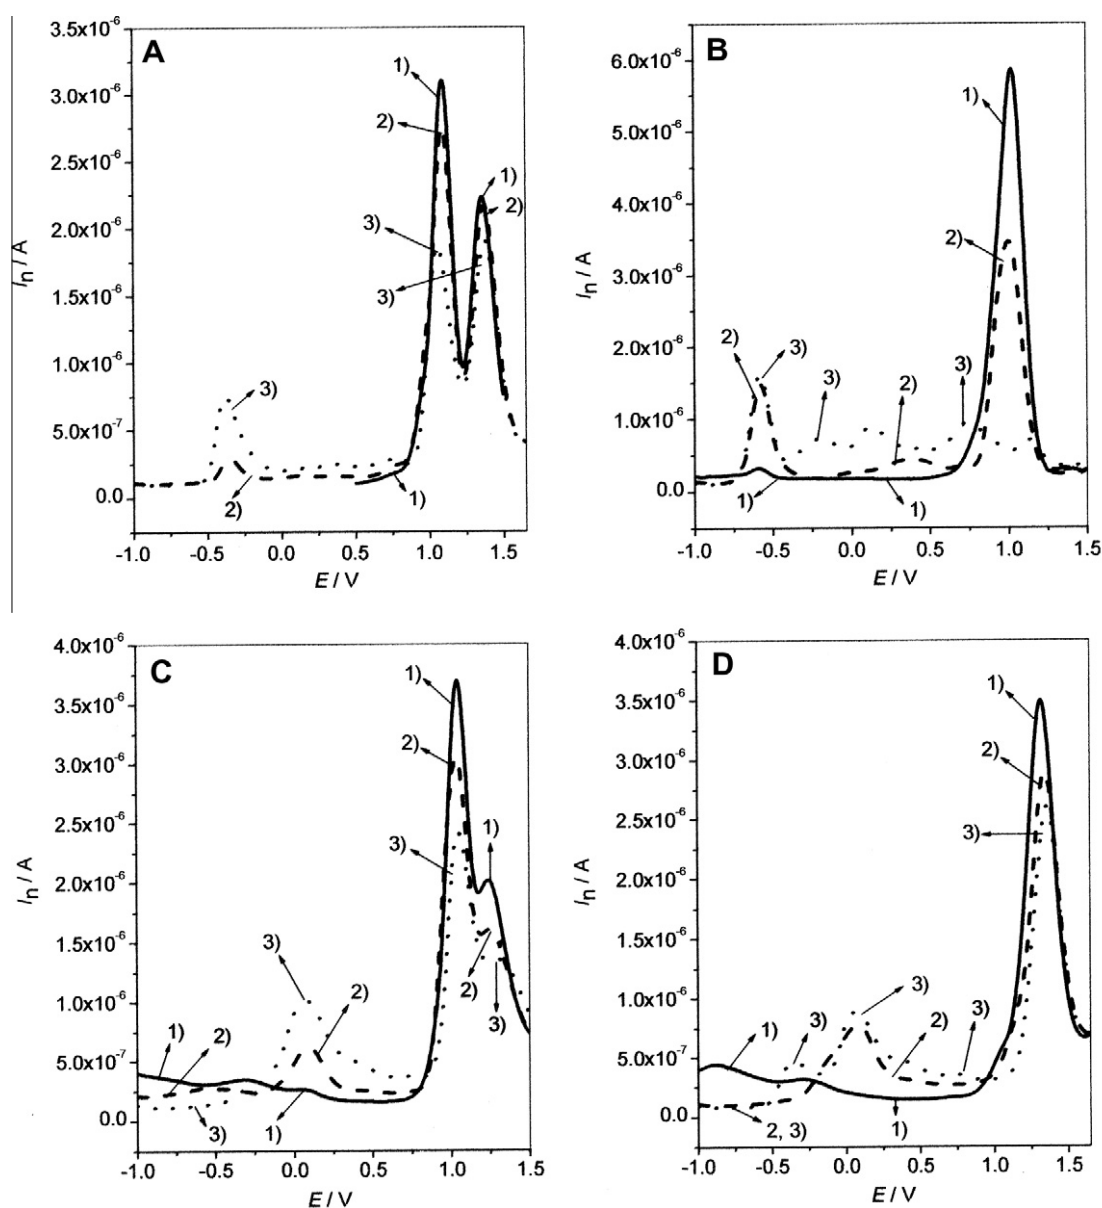 A
3.5x10⁻⁶
3.0x10⁻⁶
2.5x10⁻⁶
2.0x10⁻⁶
1.5x10⁻⁶
1.0x10⁻⁶
5.0x10⁻⁷
0.0
Iₙ / A
1)
2)
1)
2)
3)
3)
3)
2)
1)
-1.0 -0.5 0.0 0.5 1.0 1.5
E / V
B
6.0x10⁻⁶
5.0x10⁻⁶
4.0x10⁻⁶
3.0x10⁻⁶
2.0x10⁻⁶
1.0x10⁻⁶
0.0
Iₙ / A
1)
2)
2)
3)
3)
2)
3)
1)
1)
-1.0 -0.5 0.0 0.5 1.0 1.5
E / V
C
4.0x10⁻⁶
3.5x10⁻⁶
3.0x10⁻⁶
2.5x10⁻⁶
2.0x10⁻⁶
1.5x10⁻⁶
1.0x10⁻⁶
5.0x10⁻⁷
0.0
Iₙ / A
1)
2)
1)
3)
3)
2)
2)
3)
1)
2)
3)
1)
-1.0 -0.5 0.0 0.5 1.0 1.5
E / V
D
4.0x10⁻⁶
3.5x10⁻⁶
3.0x10⁻⁶
2.5x10⁻⁶
2.0x10⁻⁶
1.5x10⁻⁶
1.0x10⁻⁶
5.0x10⁻⁷
0.0
Iₙ / A
1)
2)
3)
3)
1)
3)
2)
3)
2, 3)
1)
-1.0 -0.5 0.0 0.5 1.0 1.5
E / V